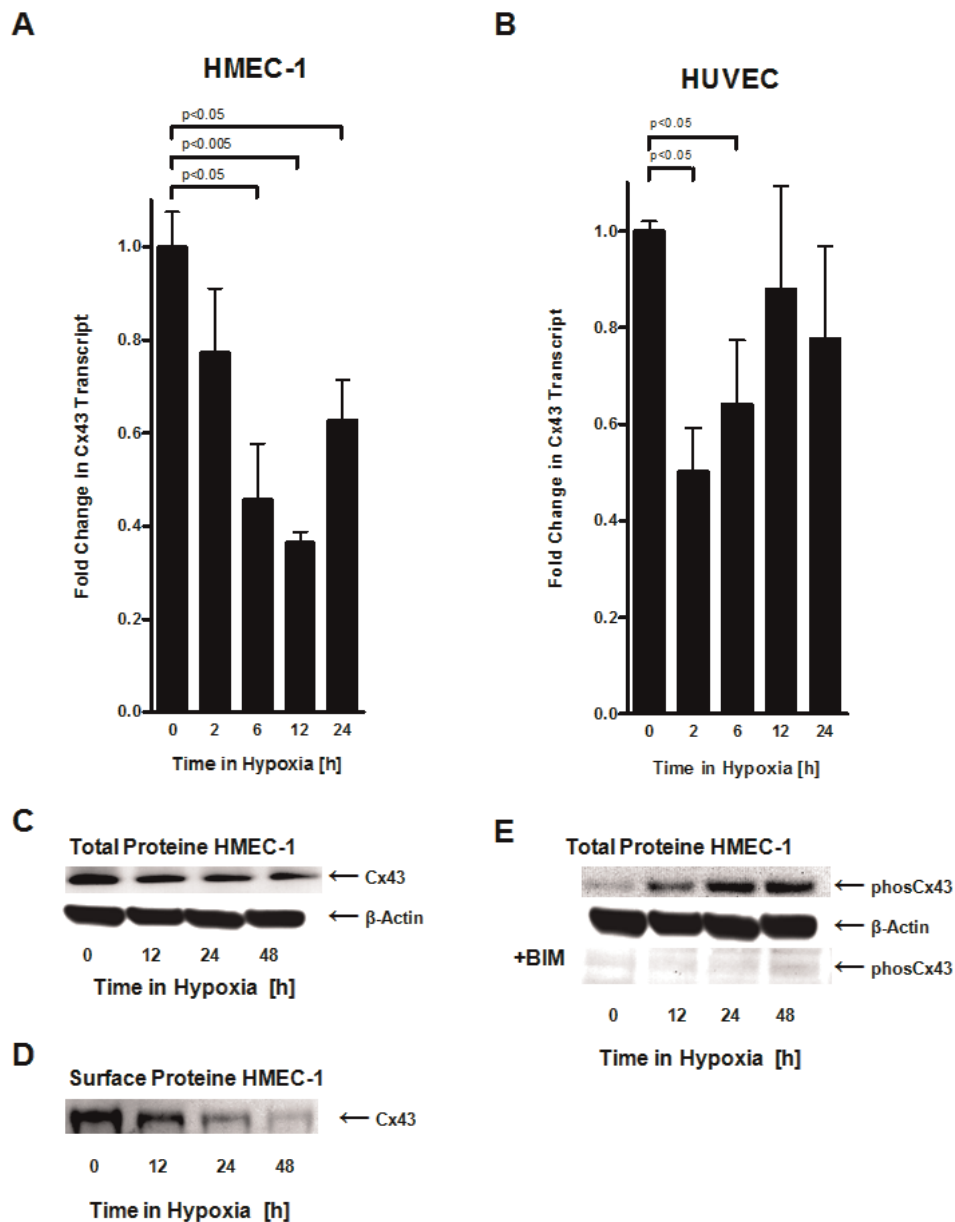 A
HMEC-1
p<0.05
p<0.005
p<0.05
1.0
0.8
0.6
0.4
0.2
0.0
Fold Change in Cx43 Transcript
0 2 6 12 24
Time in Hypoxia [h]
B
HUVEC
p<0.05
p<0.05
1.0
0.8
0.6
0.4
0.2
0.0
Fold Change in Cx43 Transcript
0 2 6 12 24
Time in Hypoxia [h]
C
Total Proteine HMEC-1
← Cx43
← β-Actin
0 12 24 48
Time in Hypoxia [h]
D
Surface Proteine HMEC-1
← Cx43
0 12 24 48
Time in Hypoxia [h]
E
Total Proteine HMEC-1
← phosCx43
← β-Actin
+BIM
← phosCx43
0 12 24 48
Time in Hypoxia [h]